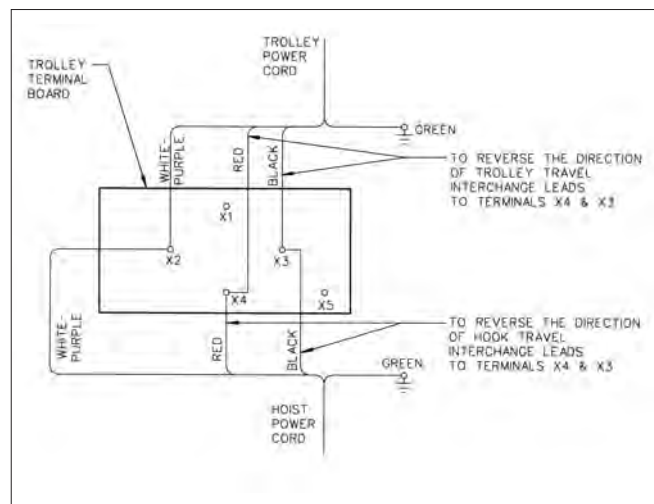 TROLLEY
POWER
CORD
TROLLEY
TERMINAL
BOARD
GREEN
WHITE-
PURPLE
RED
BLACK
TO REVERSE THE DIRECTION
OF TROLLEY TRAVEL
INTERCHANGE LEADS
TO TERMINALS X4 & X3
X1
X2
X3
X4
X5
WHITE-
PURPLE
RED
BLACK
TO REVERSE THE DIRECTION
OF HOOK TRAVEL
INTERCHANGE LEADS
TO TERMINALS X4 & X3
GREEN
HOIST
POWER
CORD